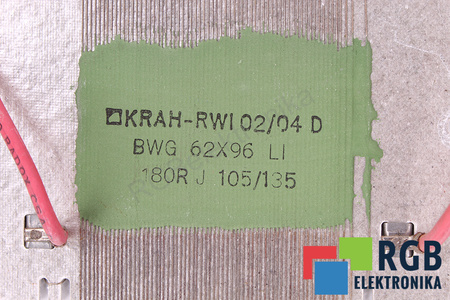 KRAH-RWI 02/04 D
BWG 62X96 LI
180R J 105/135
RGB
ELEKTRONIKA